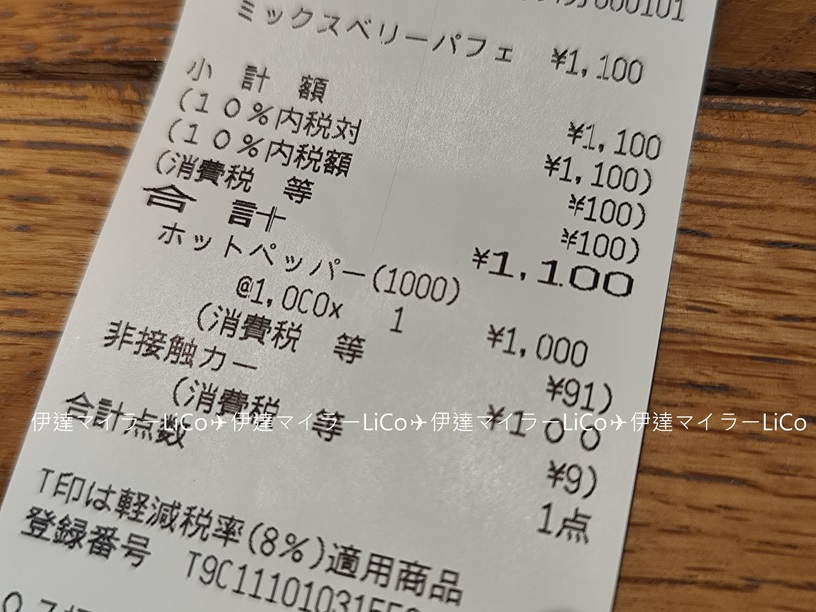 000101
ミックスベリーパフェ ¥1,100
小 計 額 ¥1,100
(10%内税対 ¥1,100)
(10%内税額 ¥100)
(消費税 等 ¥100)
合 計 ¥1,100
ホットペッパー(1000)
@1,000x 1 ¥1,000
(消費税 等 ¥91)
非接触カー ¥100
(消費税 等 ¥9)
合計点数 1点
伊達マイラーLiCo✈伊達マイラーLiCo✈伊達マイラーLiCo✈伊達マイラーLiCo
T印は軽減税率(8%)適用商品
登録番号